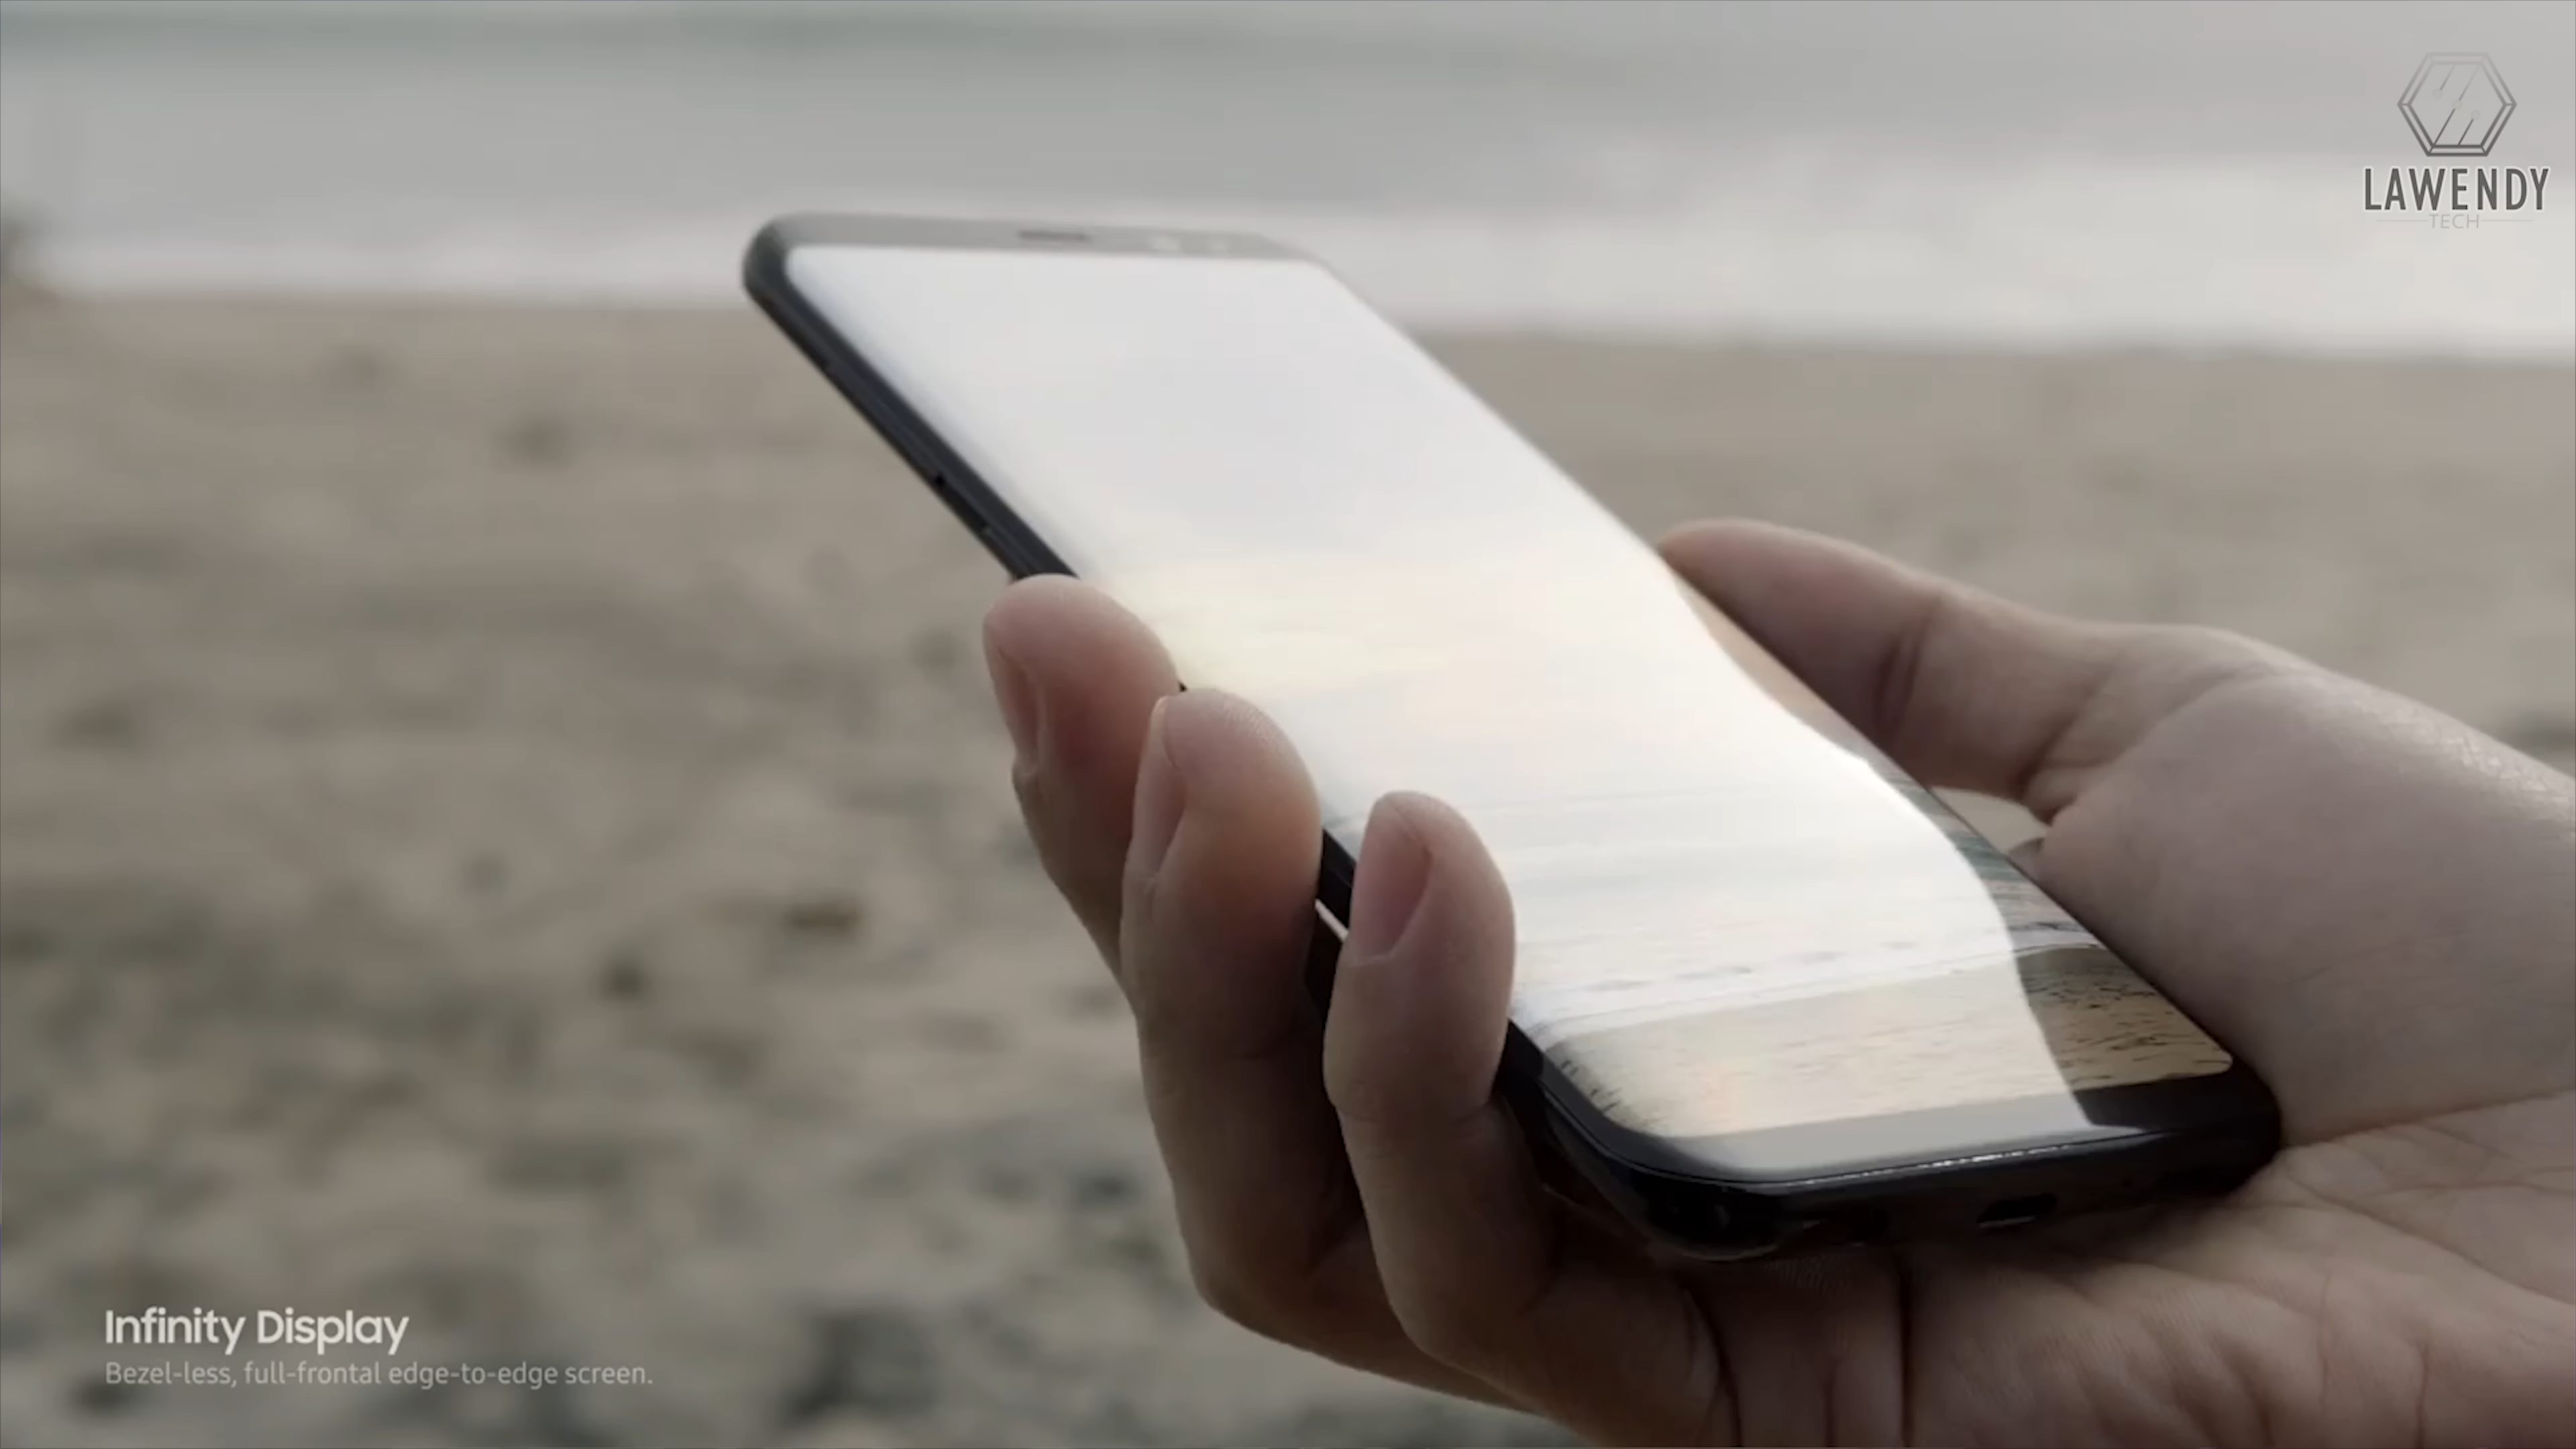 LAWENDY
TECH
Infinity Display
Bezel-less, full-frontal edge-to-edge screen.